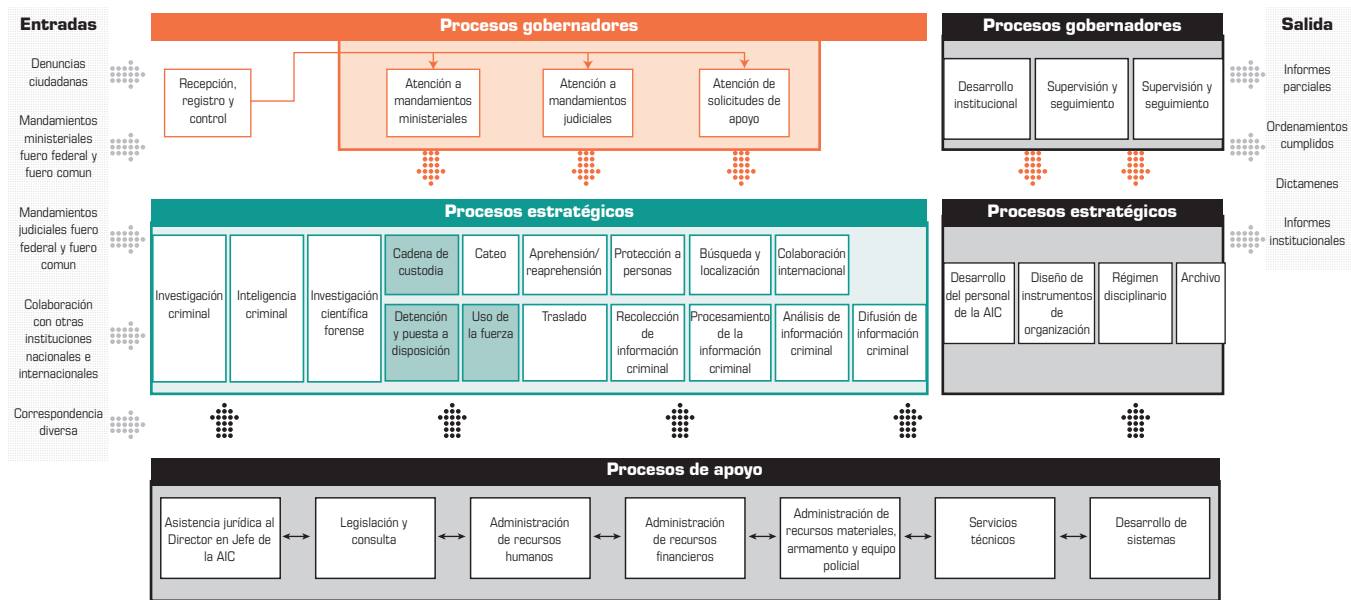 Entradas
Denuncias
ciudadanas
Mandamientos
ministeriales
fuero federal y
fuero comun
Mandamientos
judiciales fuero
federal y fuero
comun
Colaboración
con otras
instituciones
nacionales e
internacionales
Correspondencia
diversa
Procesos gobernadores
Recepción,
registro y
control
Atención a
mandamientos
ministeriales
Atención a
mandamientos
judiciales
Atención de
solicitudes de
apoyo
Procesos gobernadores
Desarrollo
institucional
Supervisión y
seguimiento
Supervisión y
seguimiento
Salida
Informes
parciales
Ordenamientos
cumplidos
Dictamenes
Informes
institucionales
Procesos estratégicos
Investigación
criminal
Inteligencia
criminal
Investigación
científica
forense
Cadena de
custodia
Cateo
Aprehensión/
reaprehensión
Protección a
personas
Búsqueda y
localización
Colaboración
internacional
Detención
y puesta a
disposición
Uso de
la fuerza
Traslado
Recolección
de
información
criminal
Procesamiento
de la
información
criminal
Análisis de
información
criminal
Difusión de
información
criminal
Procesos estratégicos
Desarrollo
del personal
de la AIC
Diseño de
instrumentos
de
organización
Régimen
disciplinario
Archivo
Procesos de apoyo
Asistencia jurídica al
Director en Jefe de
la AIC
Legislación y
consulta
Administración
de recursos
humanos
Administración
de recursos
financieros
Administración de
recursos materiales,
armamento y equipo
policial
Servicios
técnicos
Desarrollo de
sistemas